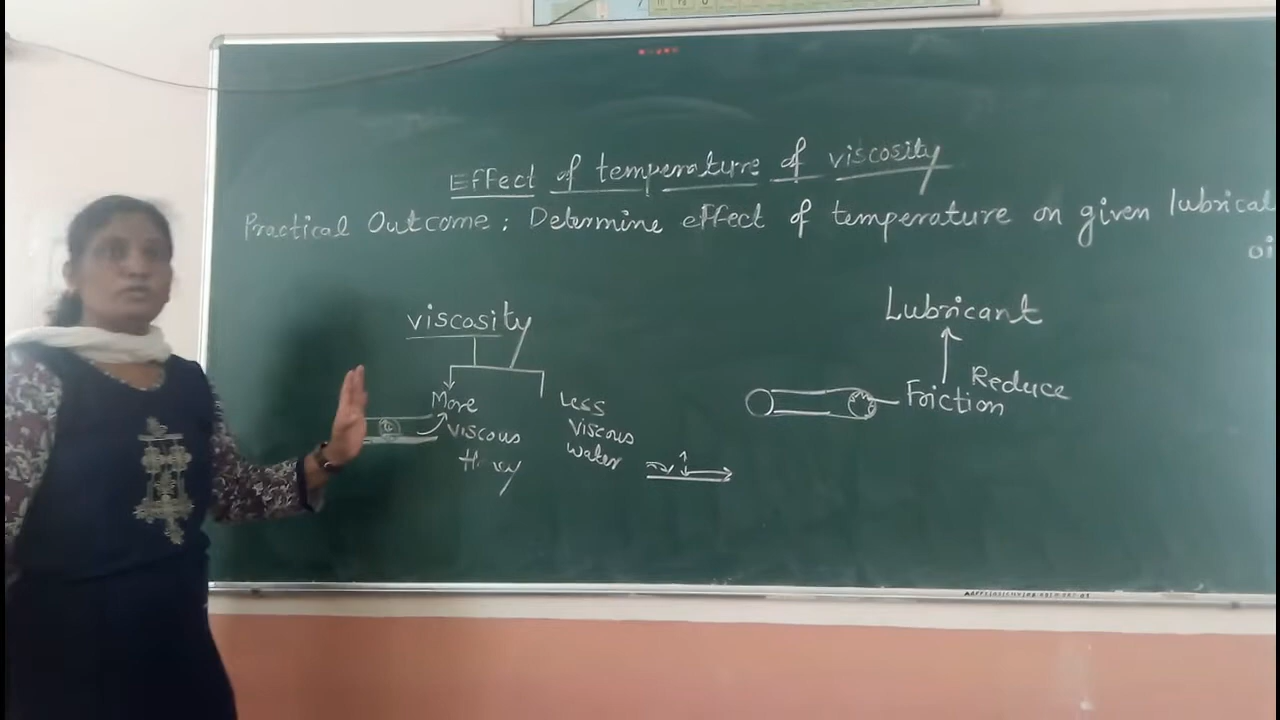 Effect of temperature of viscosity
Practical Outcome : Determine effect of temperature on given lubricat
oi
viscosity
More
viscous
Less
viscous
water
Lubricant
Reduce
Friction